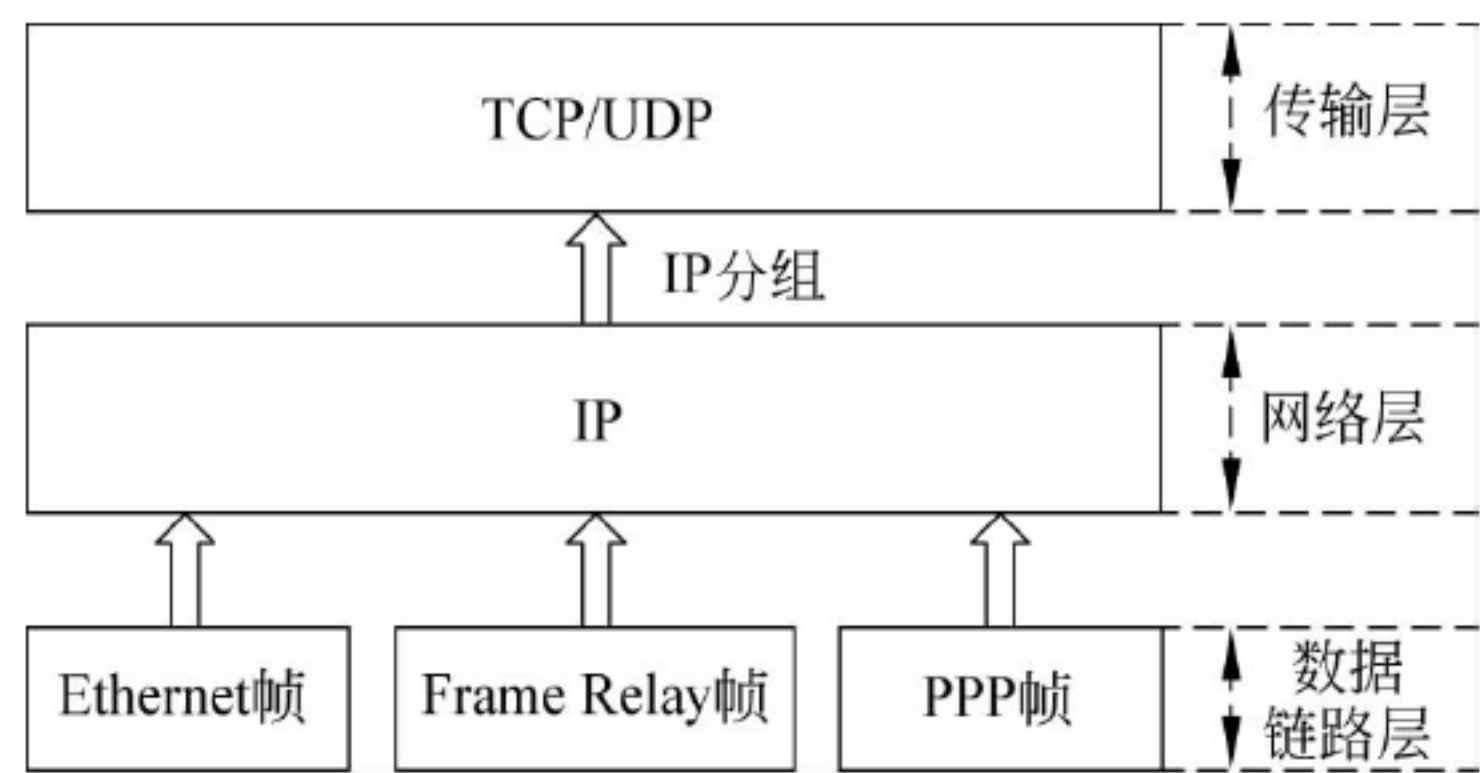 TCP/UDP
传输层
IP分组
IP
网络层
Ethernet帧
Frame Relay帧
PPP帧
数据
链路层